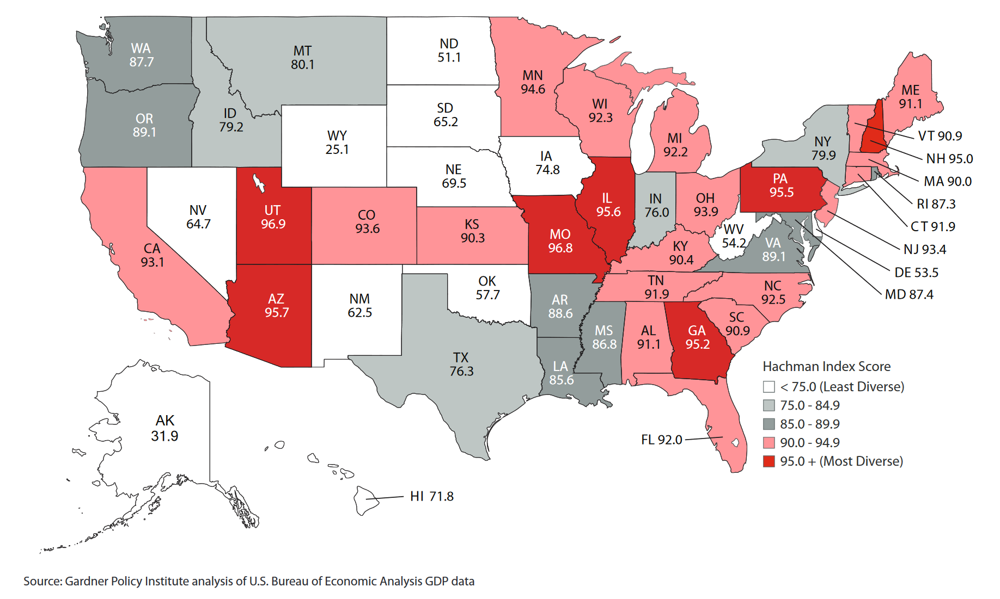 WA
87.7
MT
80.1
ND
51.1
MN
94.6
ID
79.2
OR
89.1
SD
65.2
WI
92.3
ME
91.1
WY
25.1
MI
92.2
NY
79.9
VT 90.9
NH 95.0
IA
74.8
NE
69.5
MA 90.0
PA
95.5
RI 87.3
NV
64.7
UT
96.9
CO
93.6
KS
90.3
IL
95.6
IN
76.0
OH
93.9
CT 91.9
CA
93.1
MO
96.8
WV
54.2
VA
89.1
KY
90.4
NJ 93.4
DE 53.5
MD 87.4
AZ
95.7
NM
62.5
OK
57.7
AR
88.6
TN
91.9
NC
92.5
SC
90.9
MS
86.8
AL
91.1
GA
95.2
TX
76.3
LA
85.6
AK
31.9
FL 92.0
HI 71.8
Hachman Index Score
< 75.0 (Least Diverse)
75.0 - 84.9
85.0 - 89.9
90.0 - 94.9
95.0 + (Most Diverse)
Source: Gardner Policy Institute analysis of U.S. Bureau of Economic Analysis GDP data